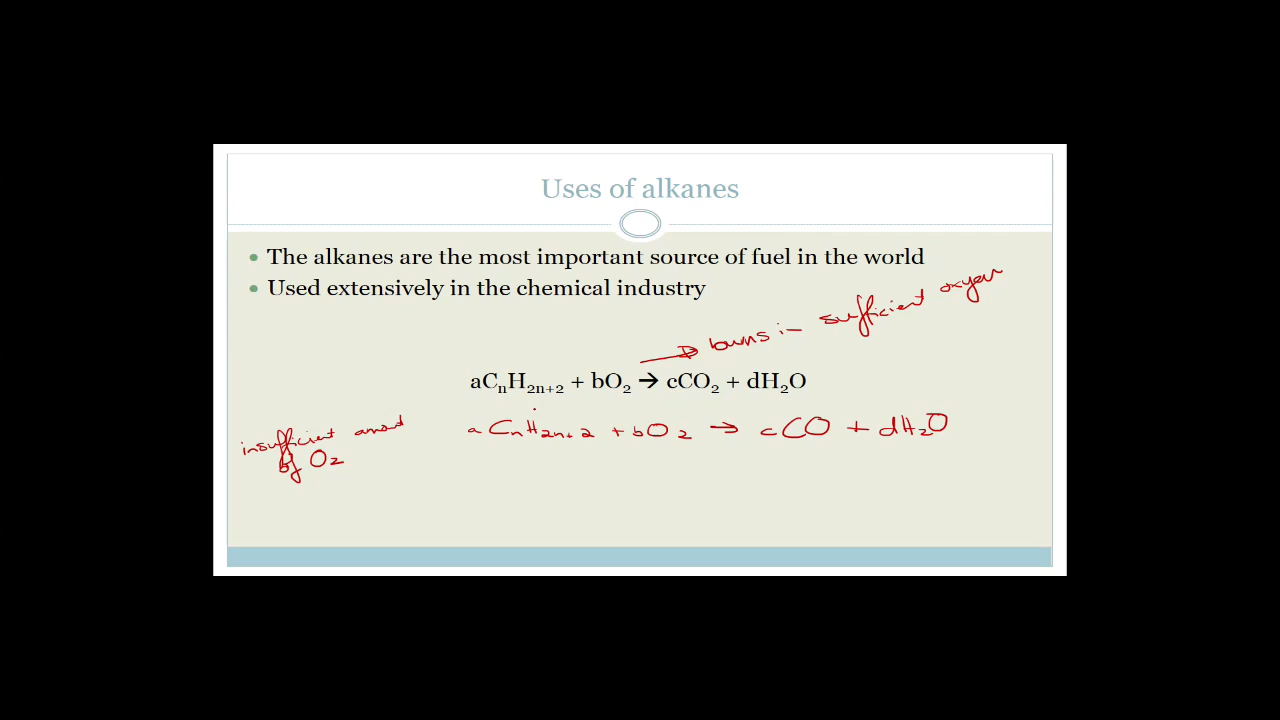 Uses of alkanes
• The alkanes are the most important source of fuel in the world
• Used extensively in the chemical industry
burns in sufficient oxygen
aCₙH₂ₙ₊₂ + bO₂ → cCO₂ + dH₂O
insufficient amount
of O₂
a CₙH₂ₙ₊₂ + bO₂ → cCO + dH₂O